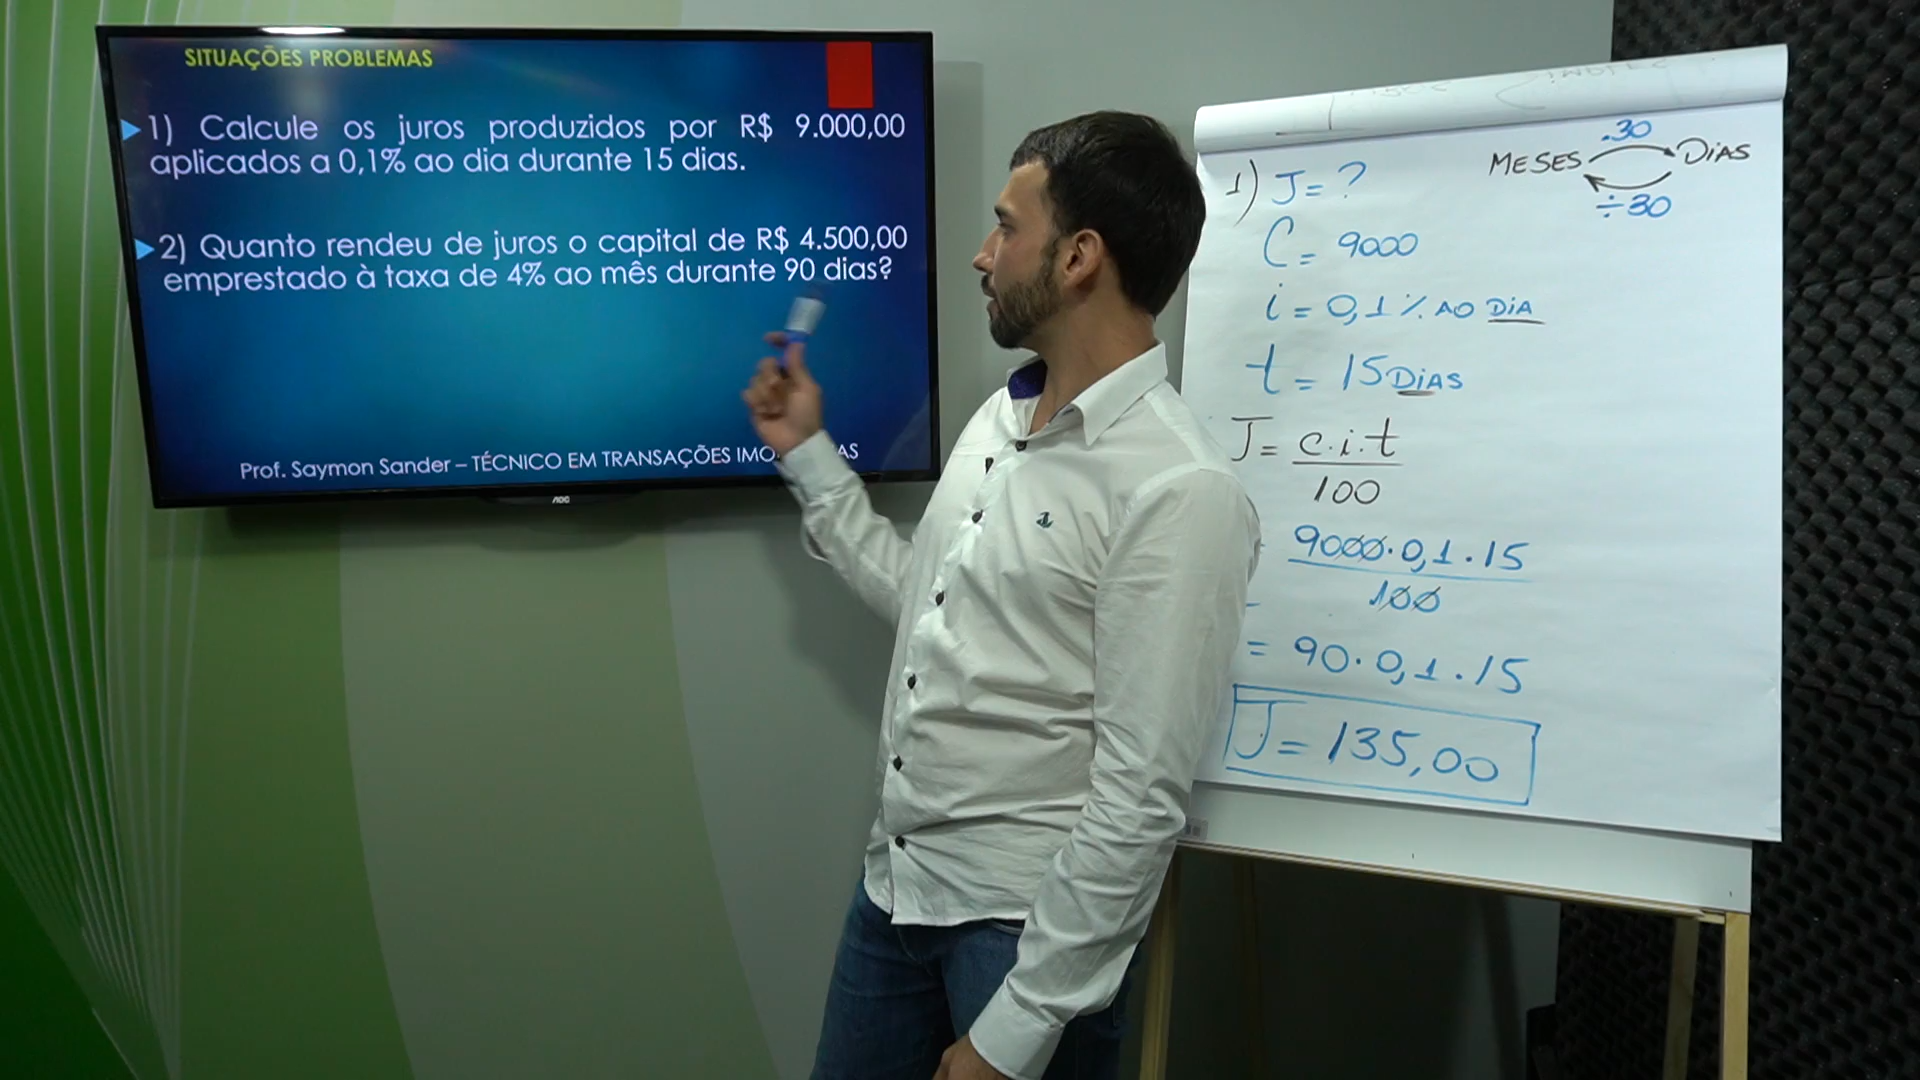 SITUAÇÕES PROBLEMAS
1) Calcule os juros produzidos por R$ 9.000,00
aplicados a 0,1% ao dia durante 15 dias.
2) Quanto rendeu de juros o capital de R$ 4.500,00
emprestado à taxa de 4% ao mês durante 90 dias?
Prof. Saymon Sander – TÉCNICO EM TRANSAÇÕES
AOC
.30
MESES DIAS
÷30
1) J = ?
C = 9000
i = 0,1 % AO DIA
t = 15 DIAS
J = c.i.t
100
9000.0,1.15
100
= 90.0,1.15
J = 135,00